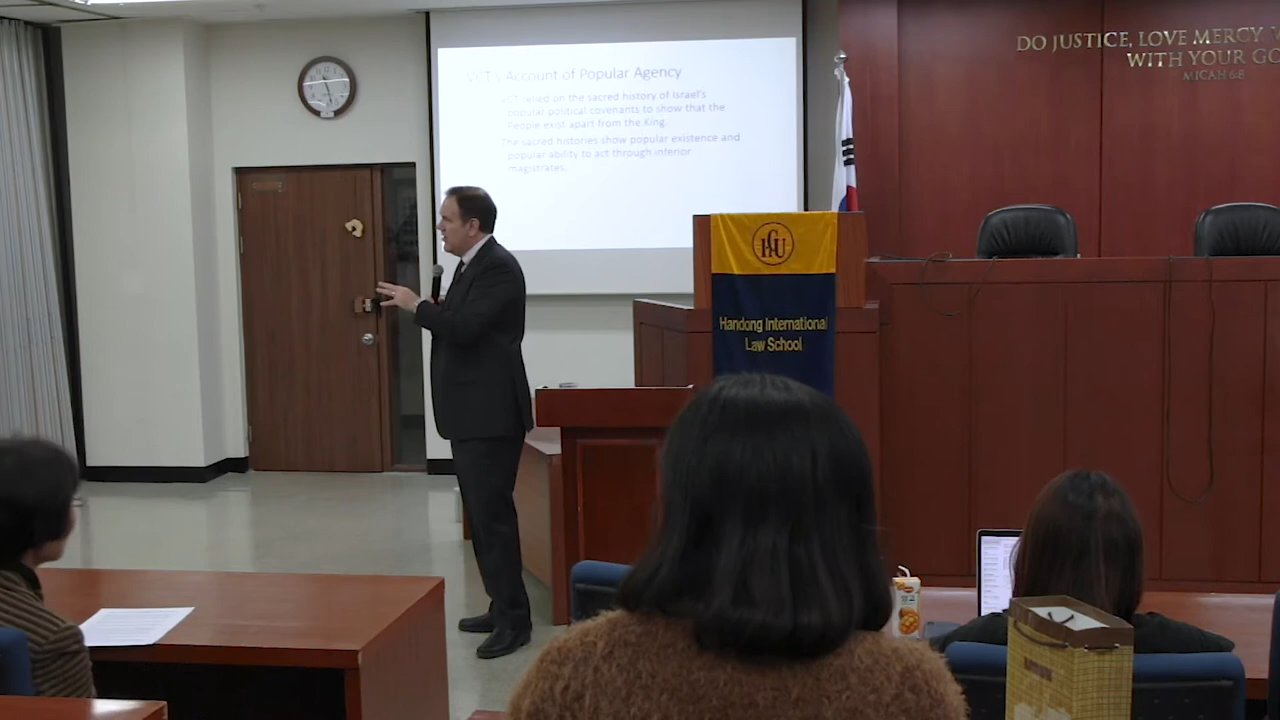 VCT's Account of Popular Agency
VCT relied on the sacred history of Israel's
popular political covenants to show that the
People exist apart from the King.
The sacred histories show popular existence and
popular ability to act through inferior
magistrates.
DO JUSTICE, LOVE MERCY
WITH YOUR GO
MICAH 6:8
Handong International
Law School